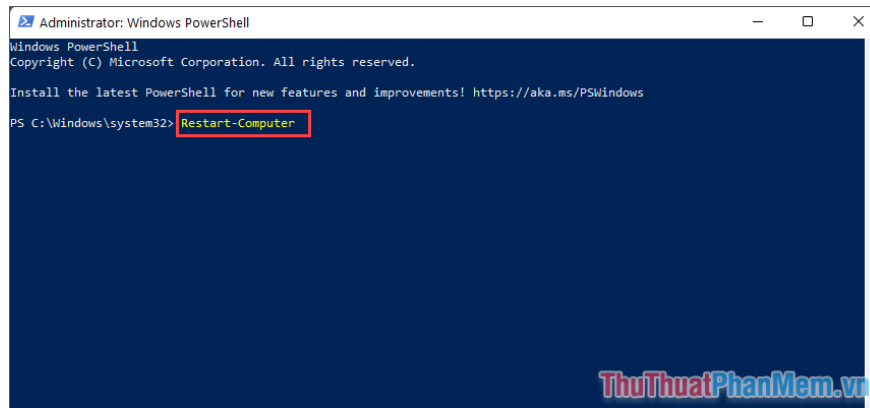 Administrator: Windows PowerShell
Windows PowerShell
Copyright (C) Microsoft Corporation. All rights reserved.
Install the latest PowerShell for new features and improvements! https://aka.ms/PSWindows
PS C:\Windows\system32> Restart-Computer
ThuThuatPhanMem.vn